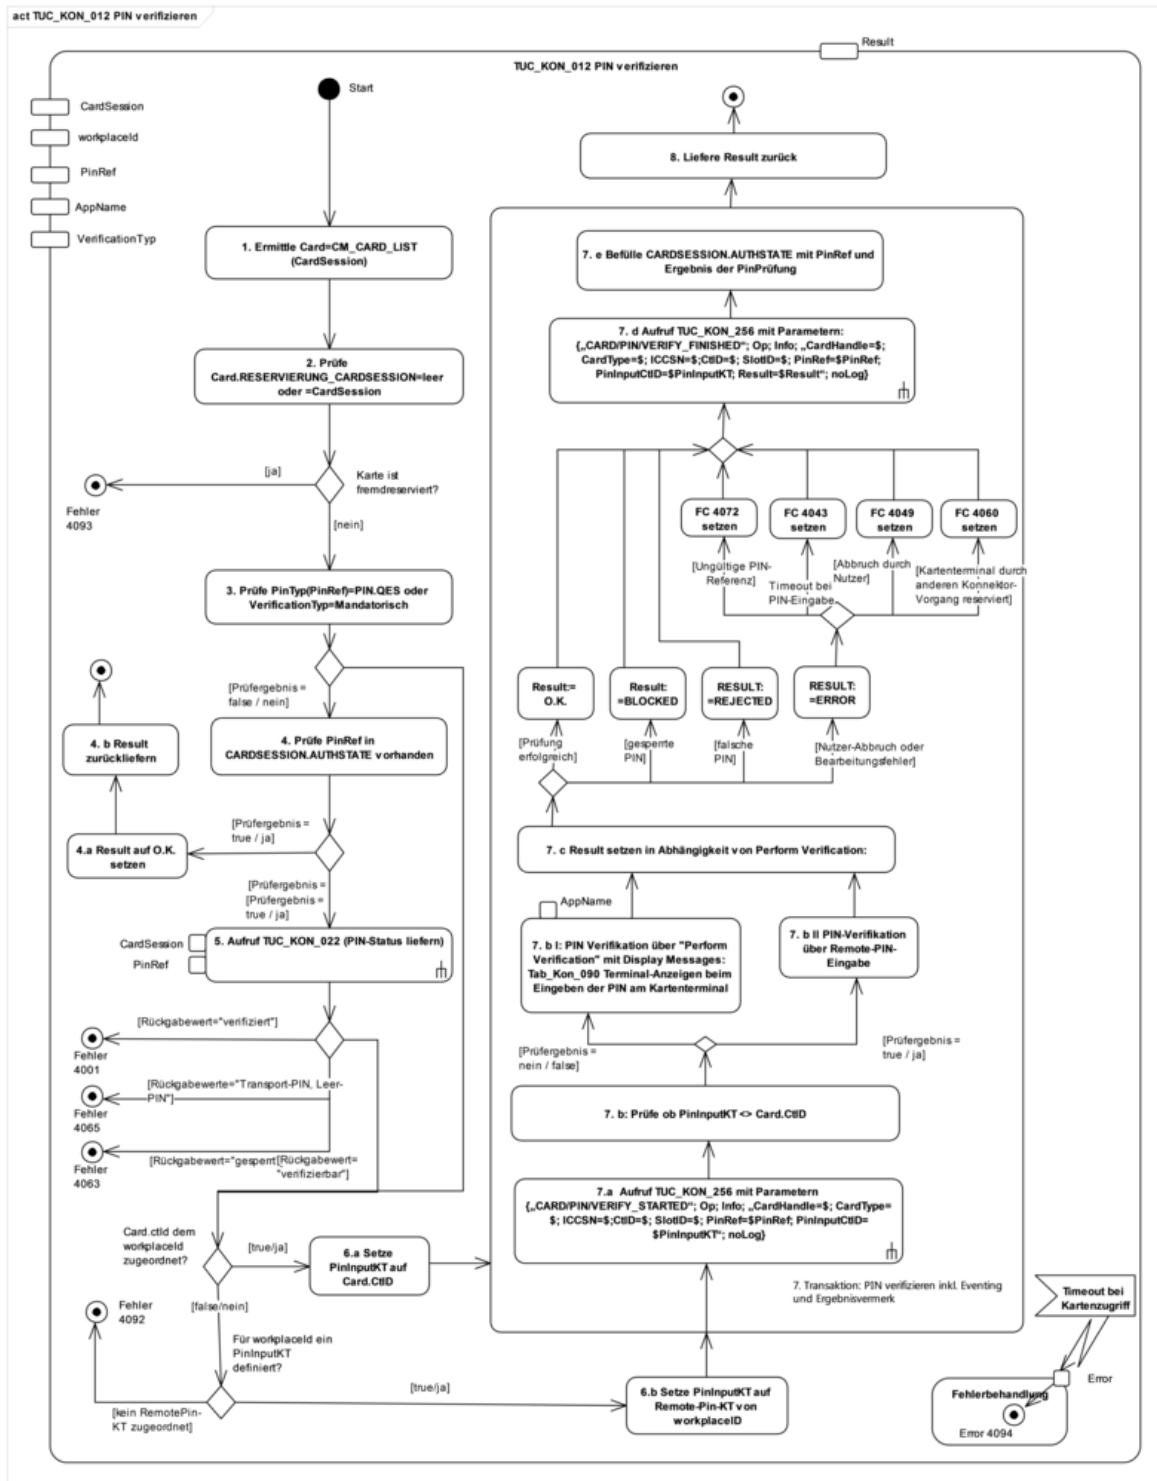 act TUC_KON_012 PIN verifizieren
Result
TUC_KON_012 PIN verifizieren
CardSession
workplaceId
PinRef
AppName
VerificationTyp
Start
1. Ermittle Card=CM_CARD_LIST
(CardSession)
2. Prüfe
Card.RESERVIERUNG_CARDSESSION=leer
oder =CardSession
[ja]
Karte ist
fremdreserviert?
Fehler
4093
[nein]
3. Prüfe PinTyp(PinRef)=PIN.QES oder
VerificationTyp=Mandatorisch
[Prüfergebnis =
false / nein]
4. Prüfe PinRef in
CARDSESSION.AUTHSTATE vorhanden
4. b Result
zurückliefern
[Prüfergebnis =
true / ja]
4.a Result auf O.K.
setzen
[Prüfergebnis =
[Prüfergebnis =
true / ja]
CardSession
PinRef
5. Aufruf TUC_KON_022 (PIN-Status liefern)
[Rückgabewert="verifiziert"]
Fehler
4001
[Rückgabewerte="Transport-PIN, Leer-
PIN"]
Fehler
4065
[Rückgabewert="gesperrt
[Rückgabewert=
"verifizierbar"]
Fehler
4063
Card.ctId dem
workplaceId
zugeordnet?
[true/ja]
6.a Setze
PinInputKT auf
Card.CtID
[false/nein]
Fehler
4092
Für workplaceId ein
PinInputKT
definiert?
[true/ja]
[kein RemotePin-
KT zugeordnet]
6.b Setze PinInputKT auf
Remote-Pin-KT von
workplaceID
8. Liefere Result zurück
7. e Befülle CARDSESSION.AUTHSTATE mit PinRef und
Ergebnis der PinPrüfung
7. d Aufruf TUC_KON_256 mit Parametern:
{„CARD/PIN/VERIFY_FINISHED“; Op; Info; „CardHandle=$;
CardType=$; ICCSN=$;CtID=$; SlotID=$; PinRef=$PinRef;
PinInputCtID=$PinInputKT; Result=$Result“; noLog}
FC 4072
setzen
FC 4043
setzen
FC 4049
setzen
FC 4060
setzen
[Ungültige PIN-
Referenz]
Timeout bei
PIN-Eingabe
[Abbruch durch
Nutzer]
[Kartenterminal durch
anderen Konnektor-
Vorgang reserviert]
Result:=
O.K.
Result:
=BLOCKED
RESULT:
=REJECTED
RESULT:
=ERROR
[Prüfung
erfolgreich]
[gesperrte
PIN]
[falsche
PIN]
[Nutzer-Abbruch oder
Bearbeitungsfehler]
7. c Result setzen in Abhängigkeit von Perform Verification:
AppName
7. b I: PIN Verifikation über "Perform
Verification" mit Display Messages:
Tab_Kon_090 Terminal-Anzeigen beim
Eingeben der PIN am Kartenterminal
7. b II PIN-Verifikation
über Remote-PIN-
Eingabe
[Prüfergebnis =
nein / false]
[Prüfergebnis =
true / ja]
7. b: Prüfe ob PinInputKT <> Card.CtID
7.a Aufruf TUC_KON_256 mit Parametern
{„CARD/PIN/VERIFY_STARTED“; Op; Info; „CardHandle=$; CardType=
$; ICCSN=$;CtID=$; SlotID=$; PinRef=$PinRef; PinInputCtID=
$PinInputKT“; noLog}
7. Transaktion: PIN verifizieren inkl. Eventing
und Ergebnisvermerk
Timeout bei
Kartenzugriff
Error
Fehlerbehandlung
Error 4094